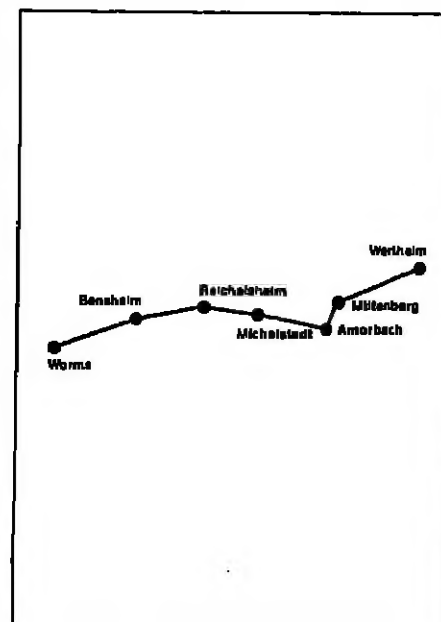 Wertheim
Bensheim
Reichelsheim
Miltenberg
Michelstadt
Amorbach
Worms